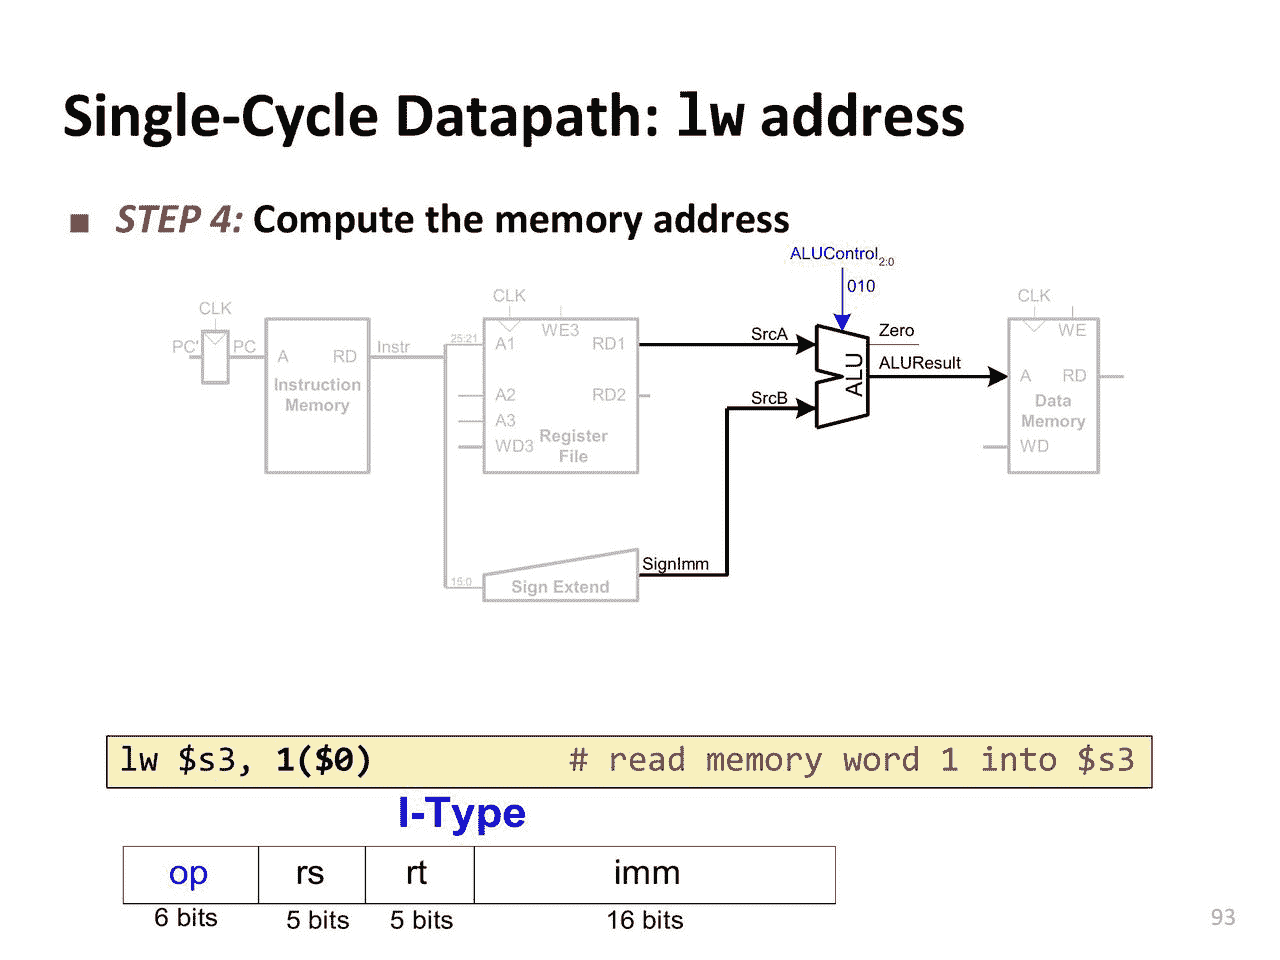 Single-Cycle Datapath: lw address
■ STEP 4: Compute the memory address
ALUControl2:0
010
CLK
CLK
CLK
PC'
PC
A
RD
Instruction
Memory
Instr
25:21
A1
WE3
RD1
A2
RD2
A3
WD3
Register
File
SrcA
SrcB
ALU
Zero
ALUResult
WE
A
RD
Data
Memory
WD
15:0
Sign Extend
SignImm
lw $s3, 1($0) # read memory word 1 into $s3
I-Type
op rs rt imm
6 bits 5 bits 5 bits 16 bits
93